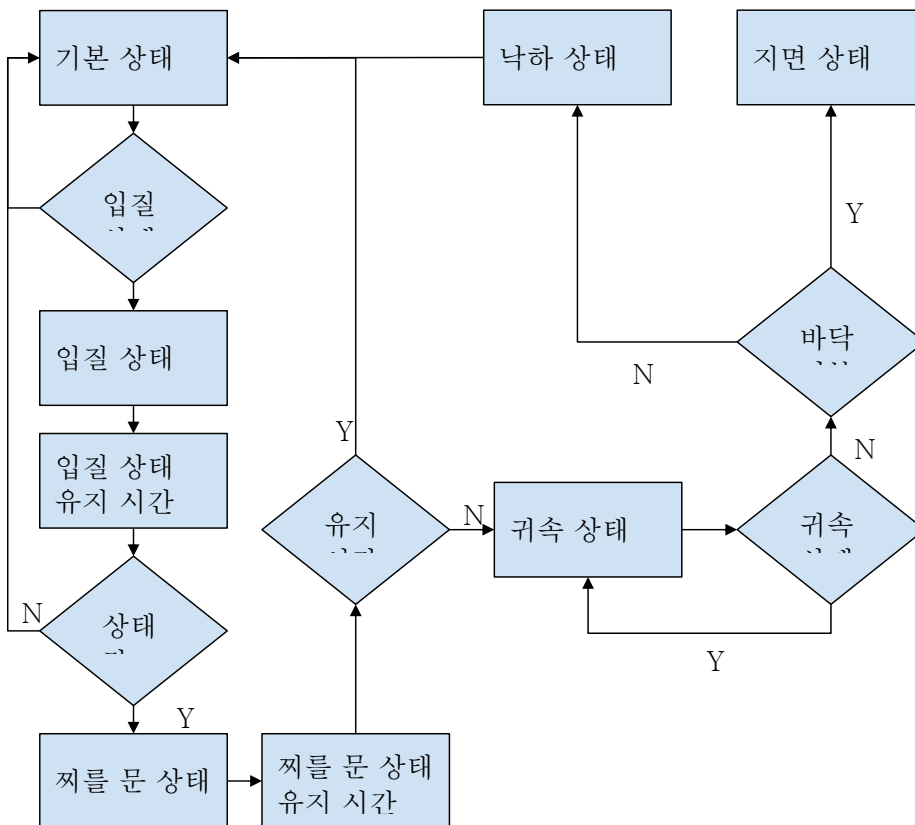 기본 상태
낙하 상태
지면 상태
입질
Y
바닥
입질 상태
N
Y
N
입질 상태
유지 시간
유지
N
귀속 상태
귀속
N
상태
Y
Y
찌를 문 상태
찌를 문 상태
유지 시간